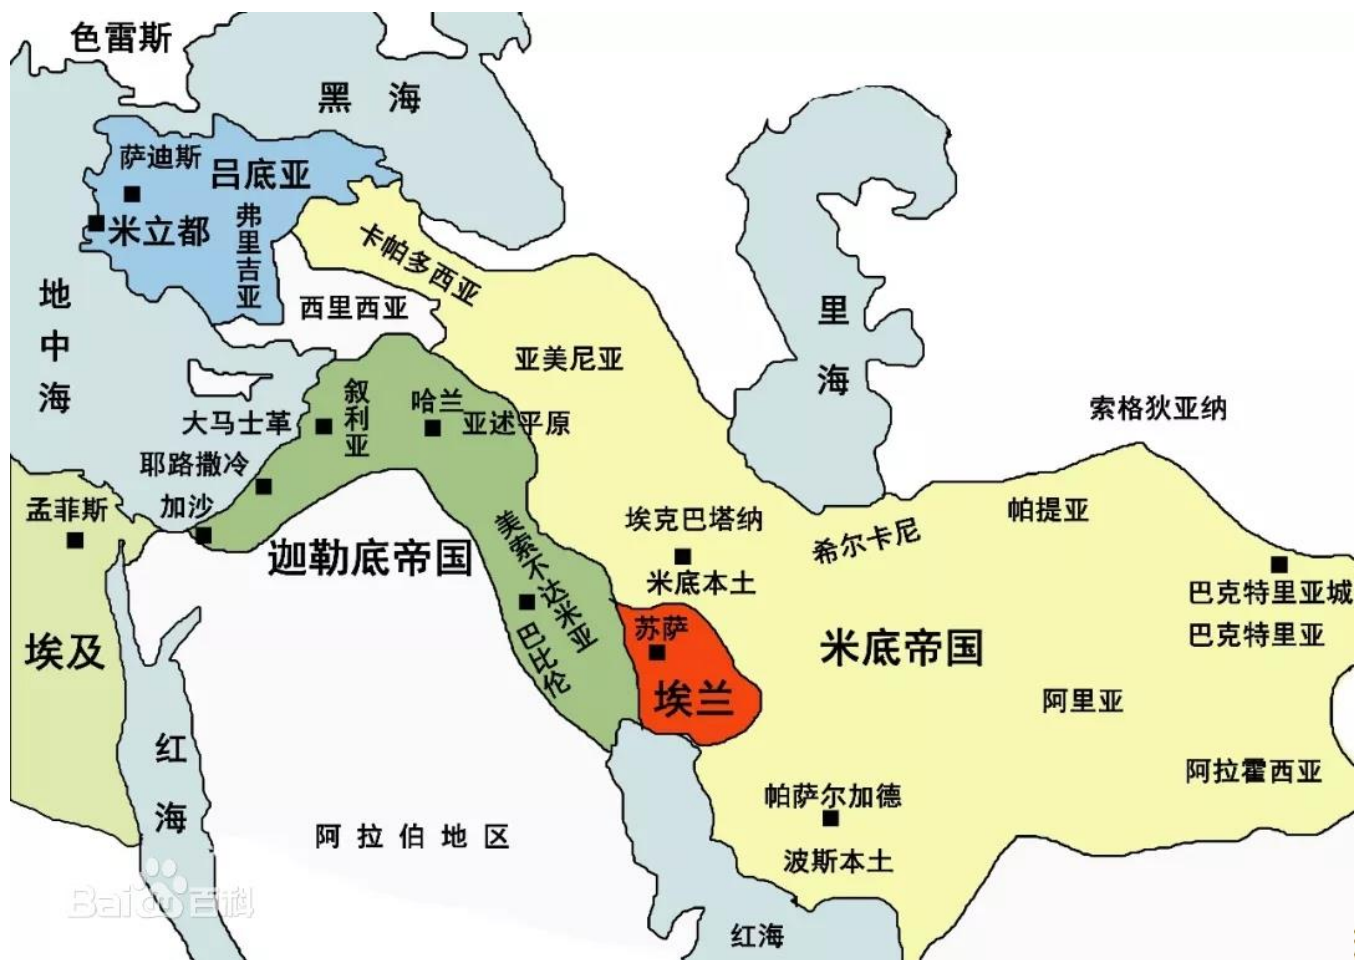 色雷斯
黑 海
萨迪斯
吕底亚
米立都
弗里吉亚
卡帕多西亚
地中海
西里西亚
里海
亚美尼亚
叙利亚
哈兰
大马士革
亚述平原
索格狄亚纳
耶路撒冷
孟菲斯
加沙
埃克巴塔纳
帕提亚
希尔卡尼
迦勒底帝国
美索不达米亚
米底本土
巴克特里亚城
巴克特里亚
苏萨
埃及
巴比伦
米底帝国
埃兰
阿里亚
红海
阿拉霍西亚
帕萨尔加德
阿拉伯地区
波斯本土
Bai百科
红海